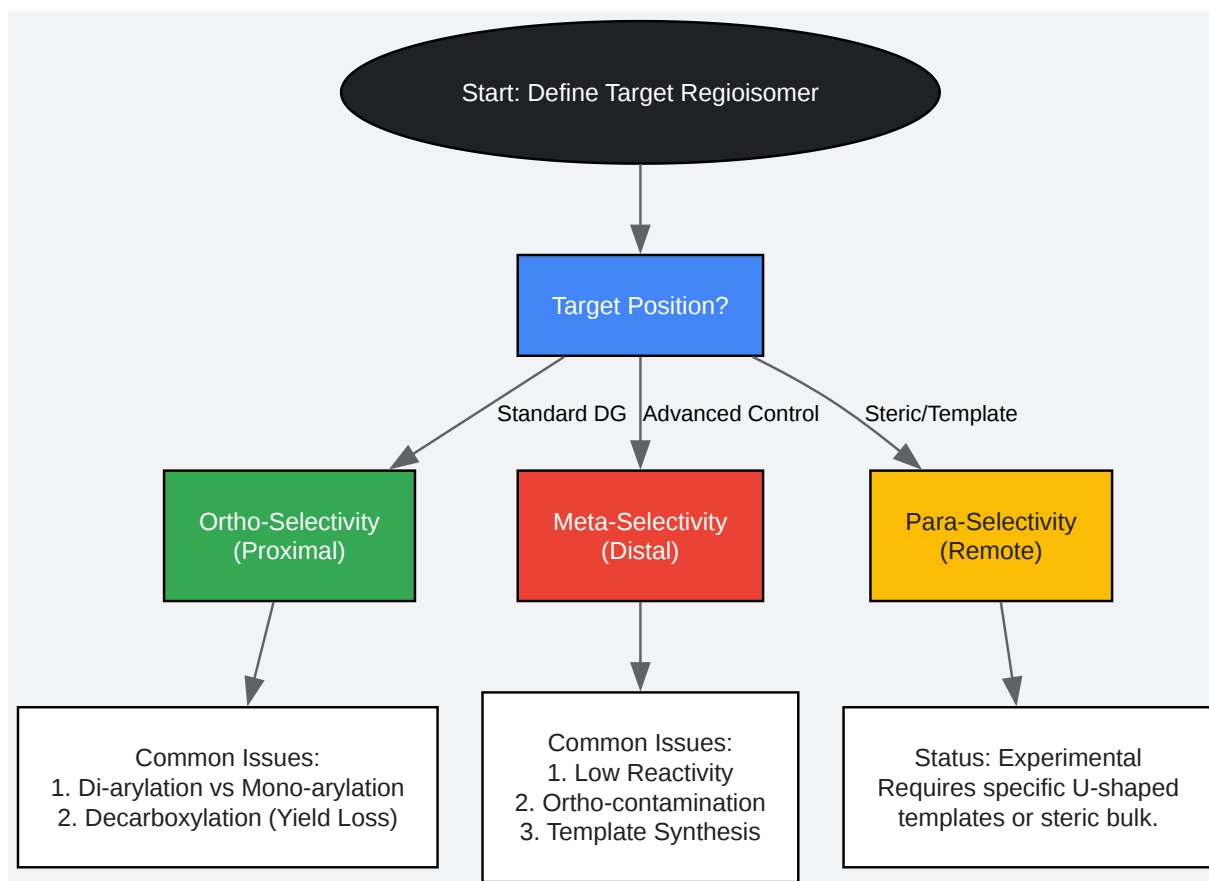 Start: Define Target Regioisomer
Target Position?
Standard DG
Advanced Control
Steric/Template
Ortho-Selectivity
(Proximal)
Meta-Selectivity
(Distal)
Para-Selectivity
(Remote)
Common Issues:
1. Di-arylation vs Mono-arylation
2. Decarboxylation (Yield Loss)
Common Issues:
1. Low Reactivity
2. Ortho-contamination
3. Template Synthesis
Status: Experimental
Requires specific U-shaped
templates or steric bulk.